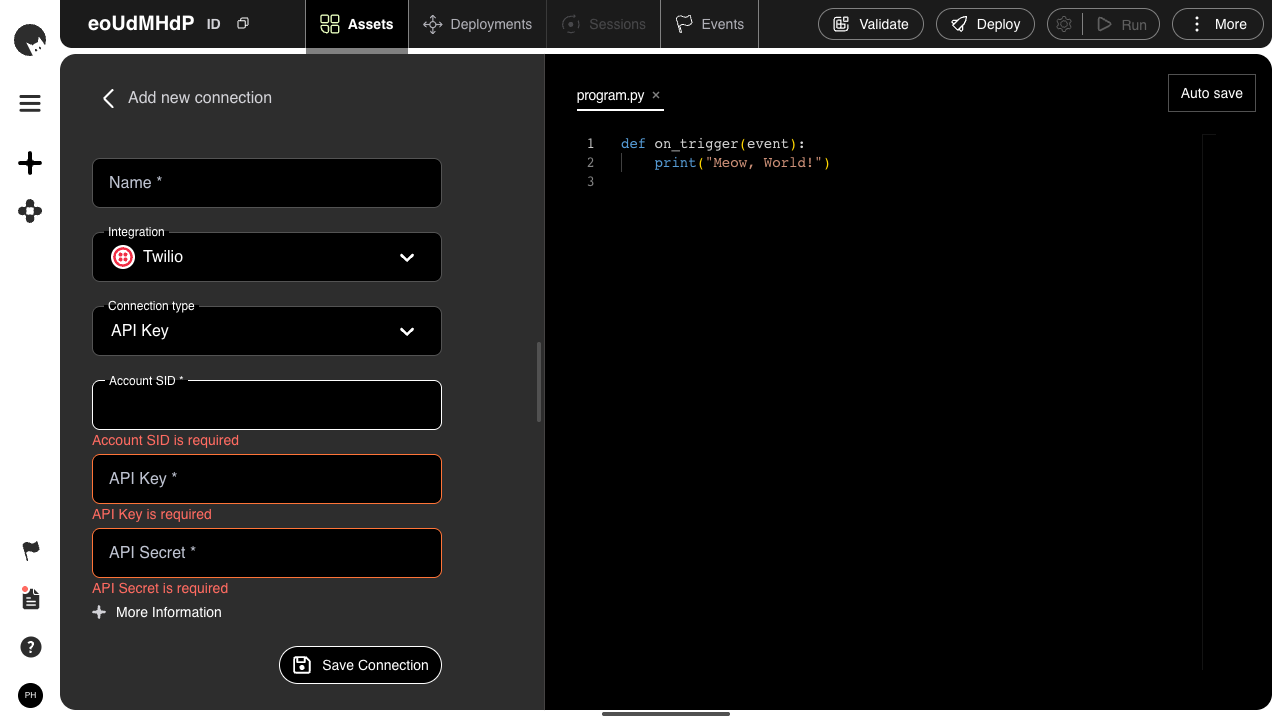 eoUdMHdP ID
Assets
Deployments
Sessions
Events
Validate
Deploy
Run
More
Add new connection
Name *
Integration
Twilio
Connection type
API Key
Account SID *
Account SID is required
API Key *
API Key is required
API Secret *
API Secret is required
More Information
Save Connection
program.py ×
Auto save
1 def on_trigger(event):
2 print("Meow, World!")
3
?
PH